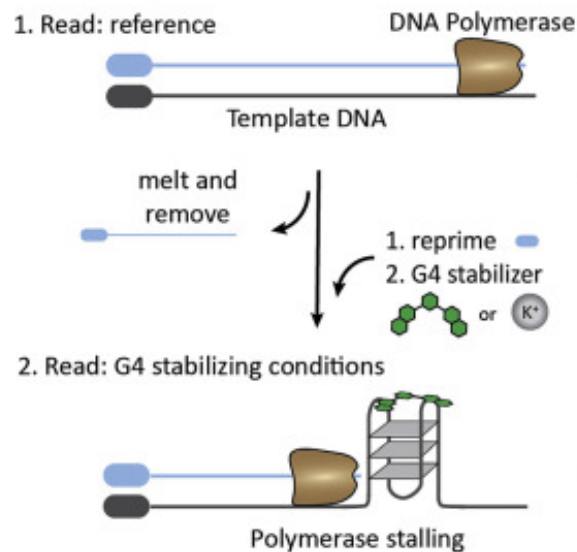 1. Read: reference
DNA Polymerase
Template DNA
melt and
remove
1. reprime
2. G4 stabilizer
or
K⁺
2. Read: G4 stabilizing conditions
Polymerase stalling